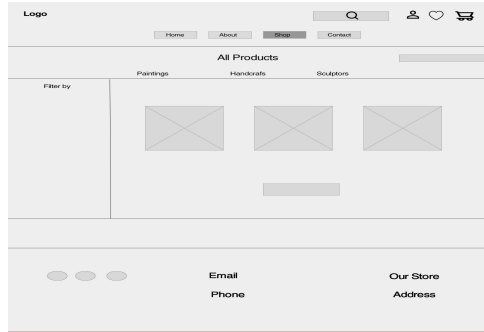 Logo
Home About Shop Contact
All Products
Paintings Handcrafs Sculptors
Filter by
Email Our Store
Phone Address